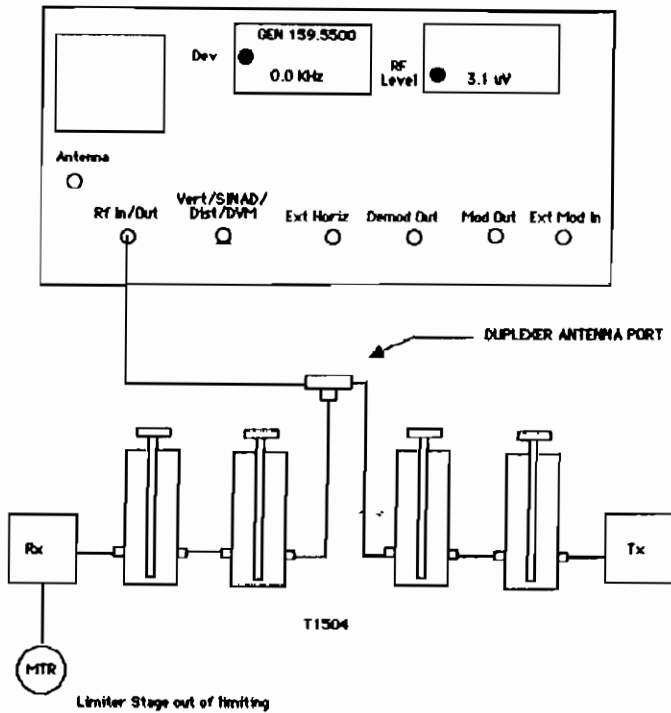 GEN 159.5500
Dev
0.0 KHz
RF Level
3.1 uV
Antenna
Rf In/Out
Vert/SINAD/
Dist/DVM
Ext Horiz
Demod Out
Mod Out
Ext Mod In
DUPLEXER ANTENNA PORT
Rx
Tx
T1504
MTR
Limiter Stage out of limiting